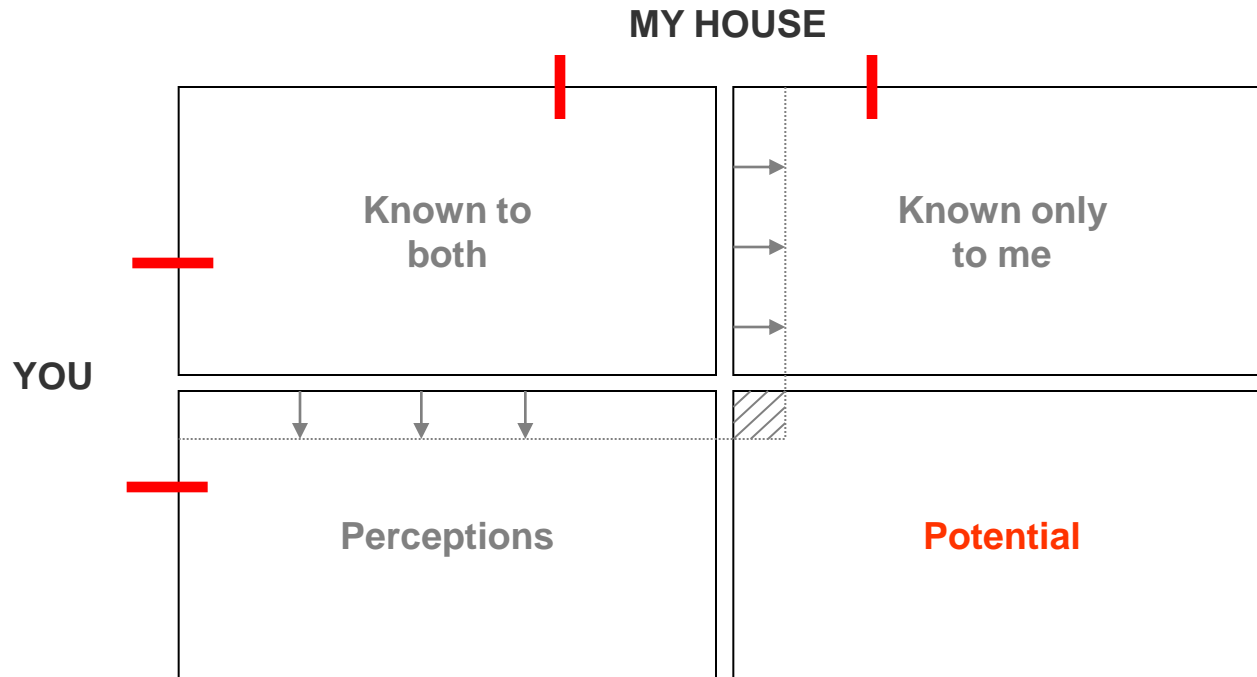 MY HOUSE
Known to
both
Known only
to me
YOU
Perceptions
Potential